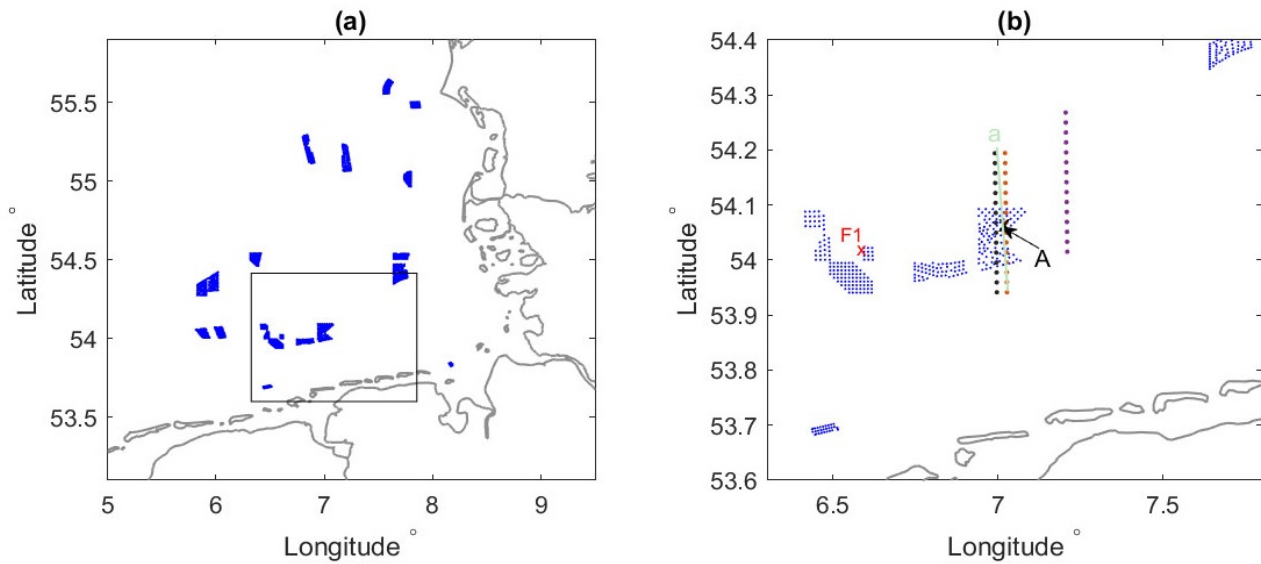 (a)
55.5
55
54.5
54
53.5
Latitude °
5 6 7 8 9
Longitude °
(b)
54.4
54.3
54.2
54.1
54
53.9
53.8
53.7
53.6
Latitude °
a
F1
x
A
6.5 7 7.5
Longitude °